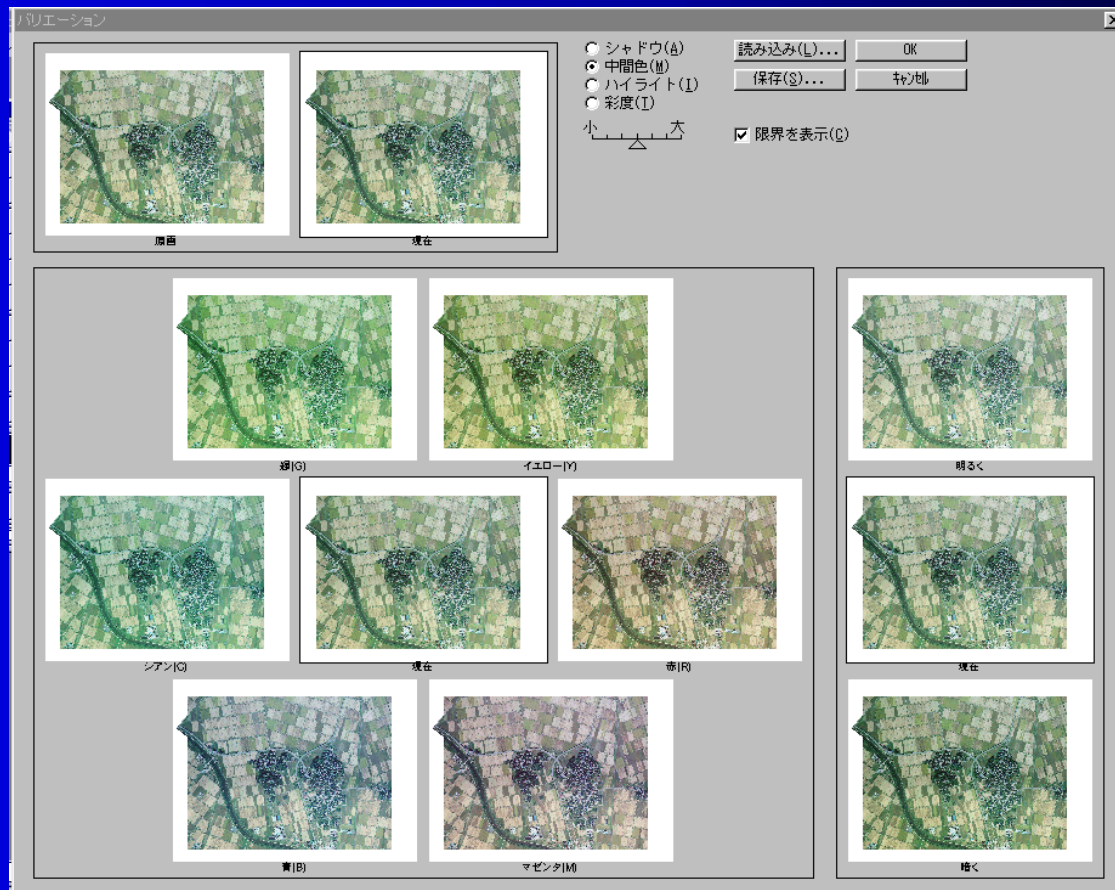 バリエーション
原画
現在
シャドウ(A)
中間色(M)
ハイライト(I)
彩度(T)
小 大
読み込み(L)...
OK
保存(S)...
ｷｬﾝｾﾙ
限界を表示(C)
緑(G)
イエロー(Y)
シアン(C)
現在
赤(R)
青(B)
マゼンタ(M)
明るく
現在
暗く